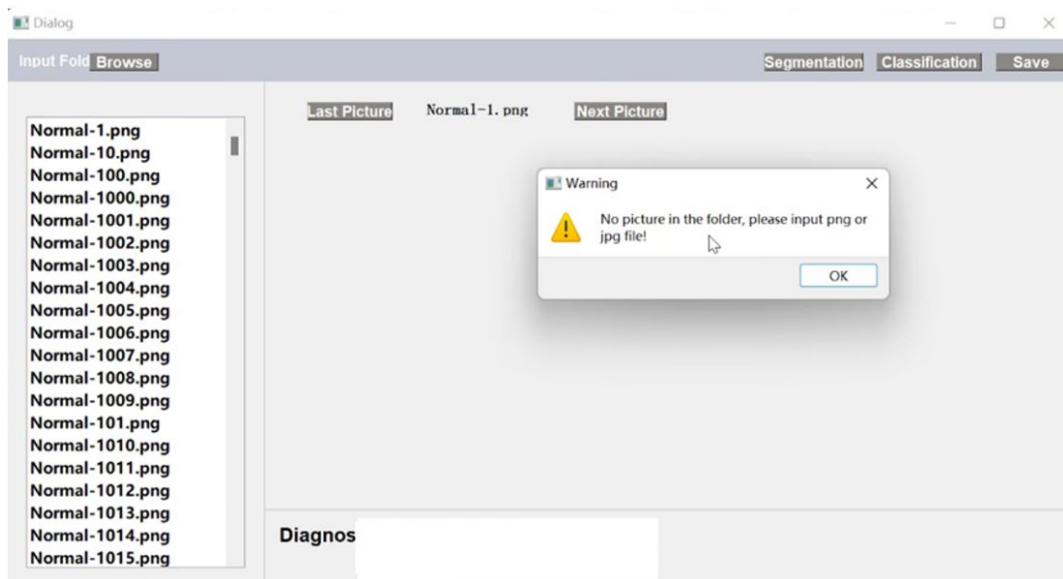 Dialog
Input Fold Browse Segmentation Classification Save
Last Picture Normal-1.png Next Picture
Normal-1.png
Normal-10.png
Normal-100.png
Normal-1000.png
Normal-1001.png
Normal-1002.png
Normal-1003.png
Normal-1004.png
Normal-1005.png
Normal-1006.png
Normal-1007.png
Normal-1008.png
Normal-1009.png
Normal-101.png
Normal-1010.png
Normal-1011.png
Normal-1012.png
Normal-1013.png
Normal-1014.png
Normal-1015.png
Warning
No picture in the folder, please input png or
jpg file!
OK
Diagnos